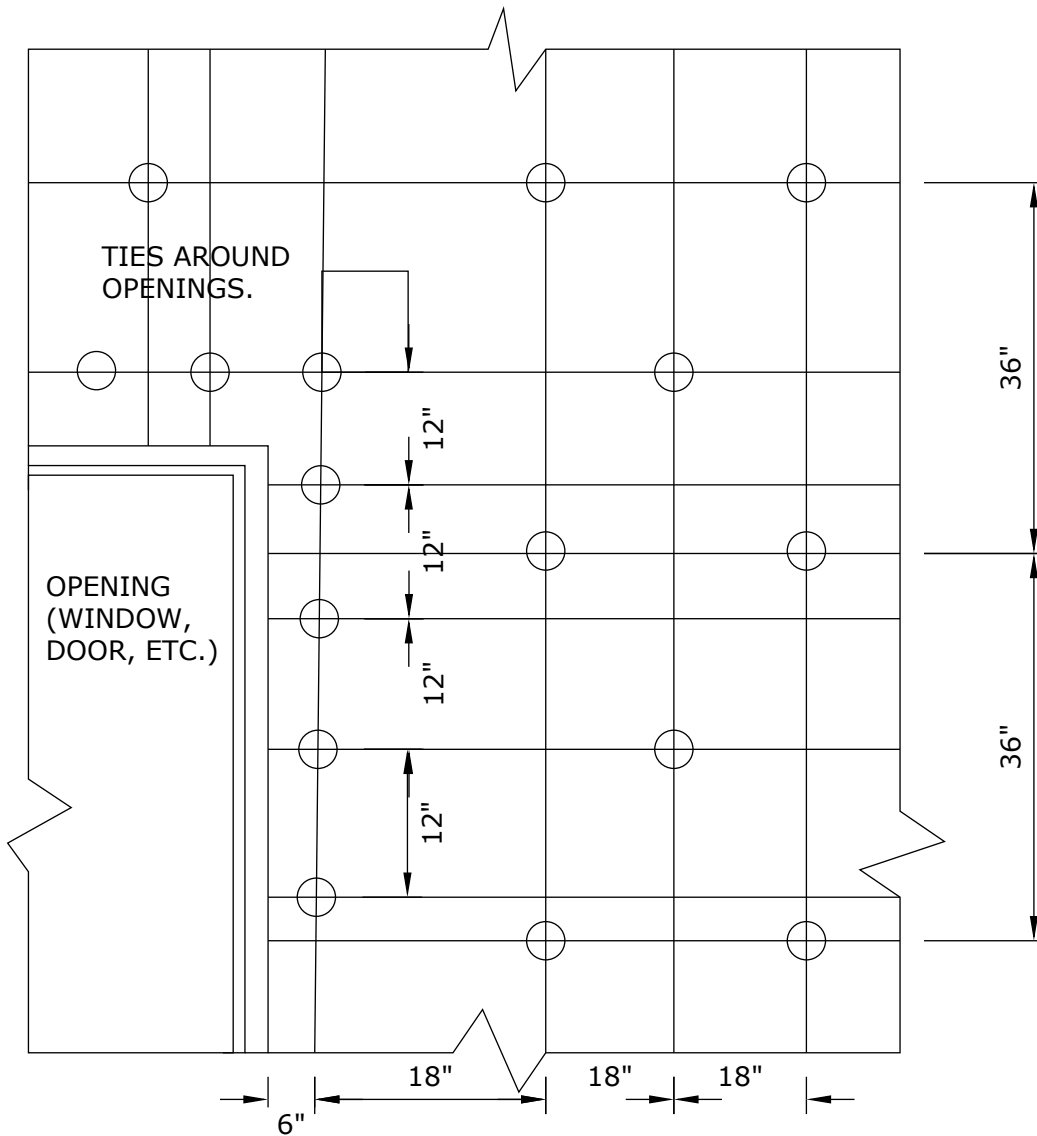 TIES AROUND
OPENINGS.
36"
12"
12"
OPENING
(WINDOW,
DOOR, ETC.)
12"
36"
12"
18"
18"
18"
6"